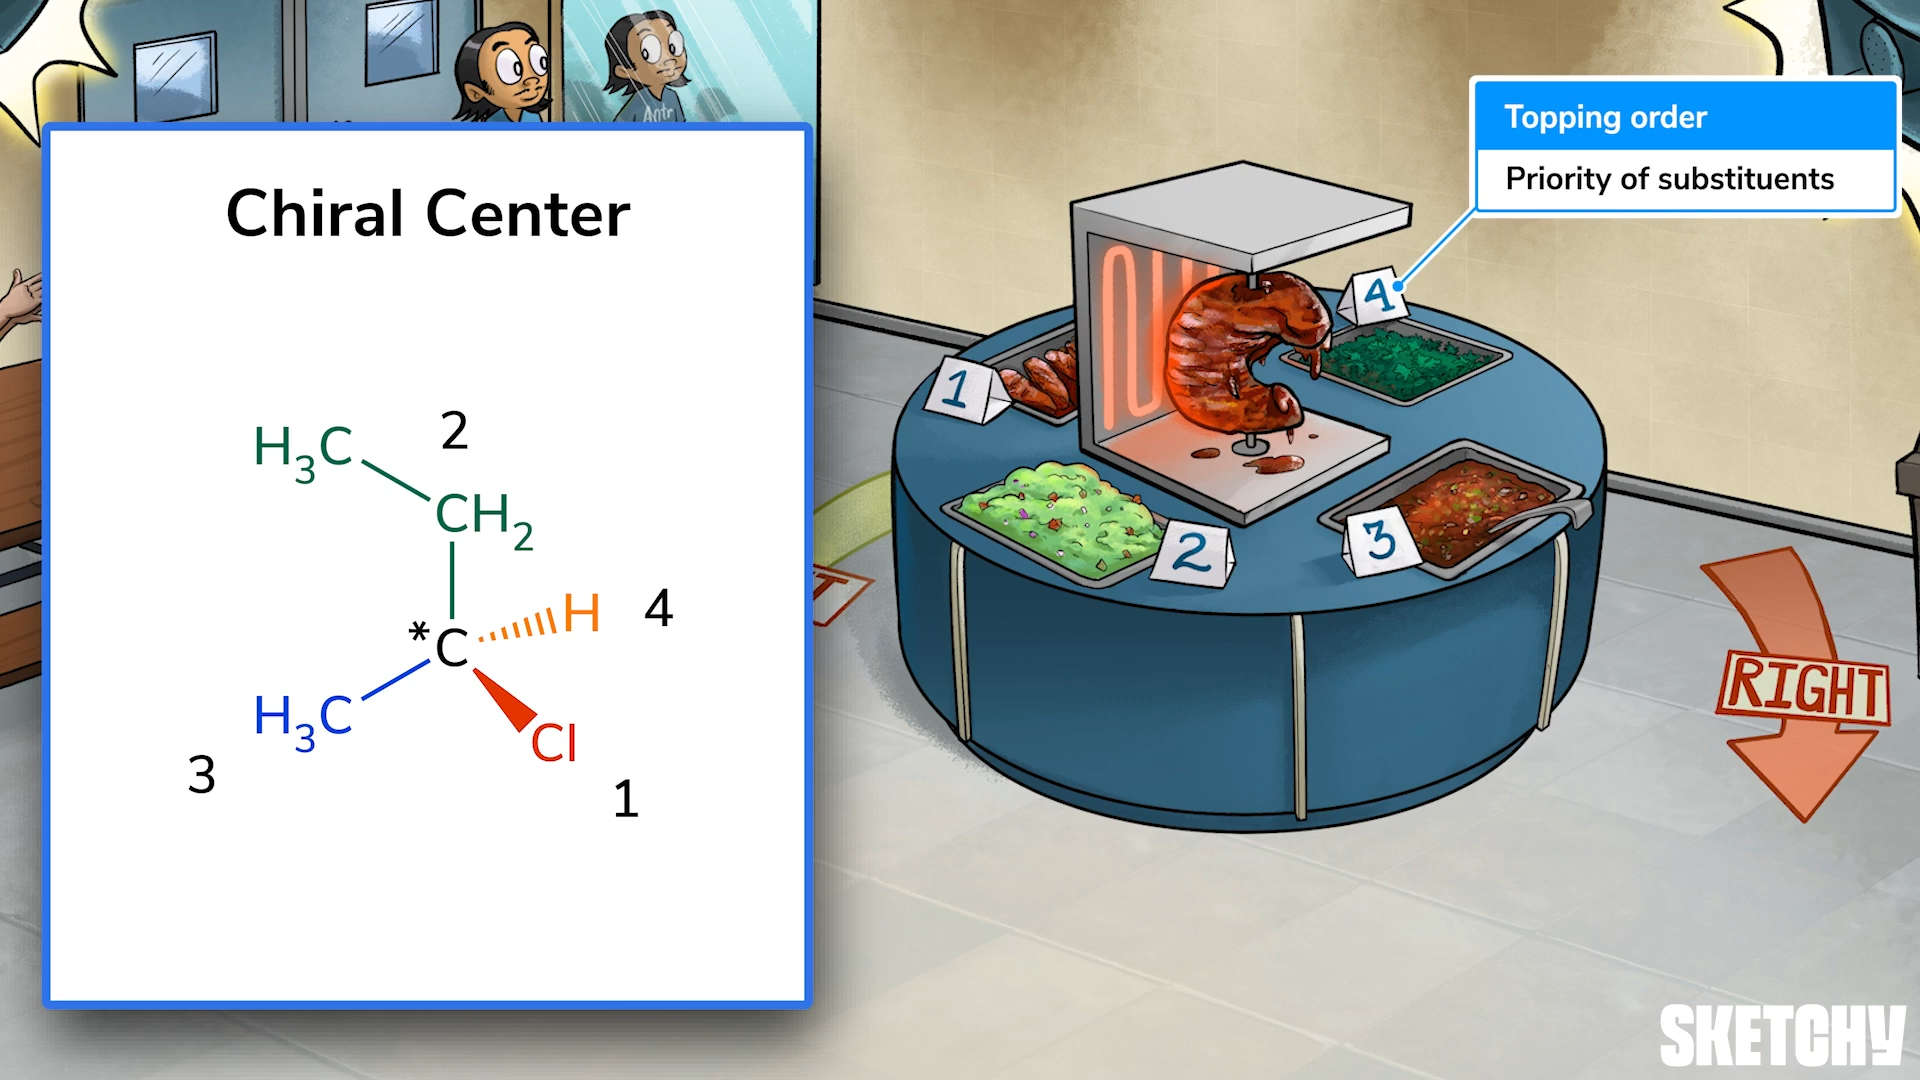 Antr
Topping order
Priority of substituents
Chiral Center
H3C
2
CH2
*C
H
4
H3C
Cl
3
1
1
2
3
4
RIGHT
SKETCHY